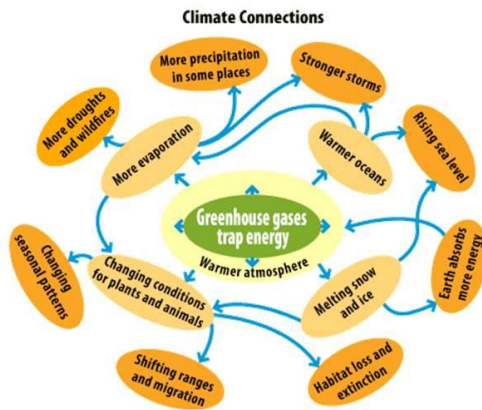 Climate Connections
More precipitation
in some places
Stronger storms
More droughts
and wildfires
More evaporation
Warmer oceans
Rising sea level
Greenhouse gases
trap energy
Warmer atmosphere
Changing
seasonal patterns
Changing conditions
for plants and animals
Melting snow
and ice
Earth absorbs
more energy
Shifting ranges
and migration
Habitat loss and
extinction